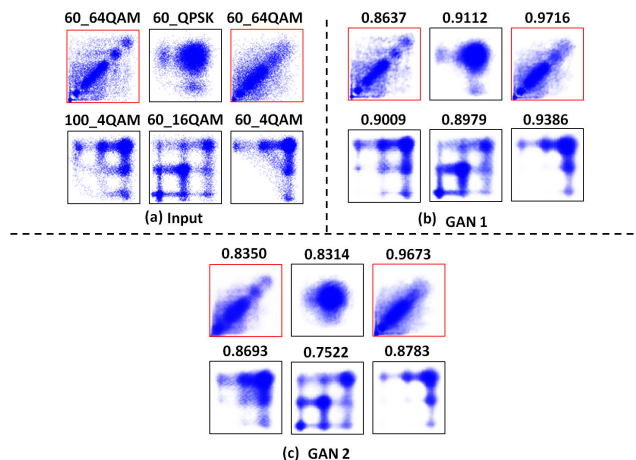 60_64QAM 60_QPSK 60_64QAM
100_4QAM 60_16QAM 60_4QAM
(a) Input
0.8637 0.9112 0.9716
0.9009 0.8979 0.9386
(b) GAN 1
0.8350 0.8314 0.9673
0.8693 0.7522 0.8783
(c) GAN 2